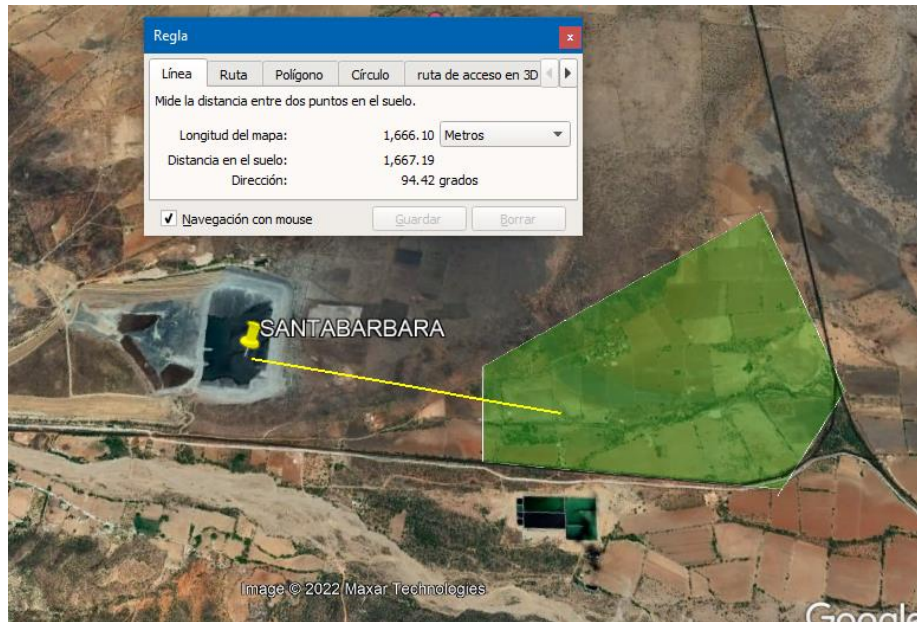 Regla
x
Línea Ruta Polígono Círculo ruta de acceso en 3D
Mide la distancia entre dos puntos en el suelo.
Longitud del mapa: 1,666.10 Metros
Distancia en el suelo: 1,667.19
Dirección: 94.42 grados
Navegación con mouse Guardar Borrar
SANTABARBARA
Image © 2022 Maxar Technologies
Google